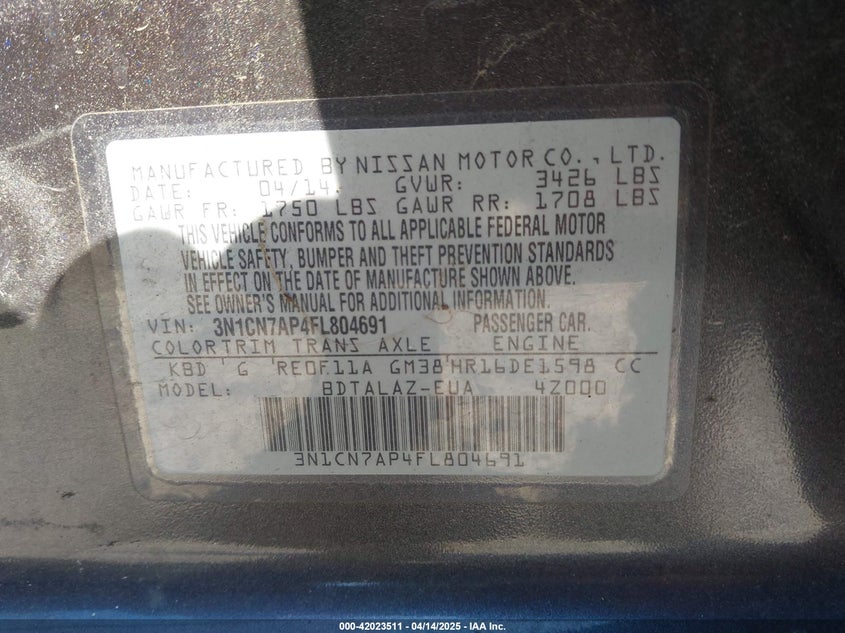 MANUFACTURED BY NISSAN MOTOR CO., LTD.
DATE: 04/14 GVWR: 3426 LBS
GAWR FR: 1750 LBS GAWR RR: 1708 LBS
THIS VEHICLE CONFORMS TO ALL APPLICABLE FEDERAL MOTOR
VEHICLE SAFETY, BUMPER AND THEFT PREVENTION STANDARDS
IN EFFECT ON THE DATE OF MANUFACTURE SHOWN ABOVE.
SEE OWNER'S MANUAL FOR ADDITIONAL INFORMATION.
VIN: 3N1CN7AP4FL804691 PASSENGER CAR.
COLORTRIM TRANS AXLE ENGINE
KBD G RE0F11A GM38 HR16DE1598 CC
MODEL: BDTALAZ-EUA 4Z000
3N1CN7AP4FL804691
000-42023511 - 04/14/2025 - IAA Inc.